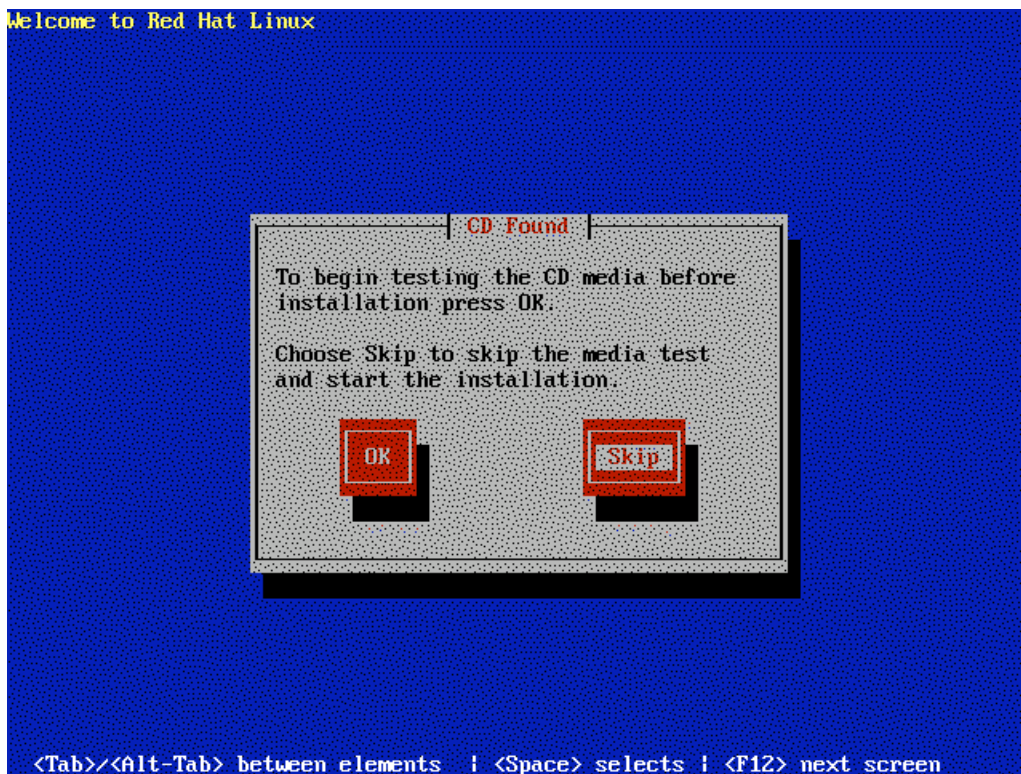 Welcome to Red Hat Linux
CD Found
To begin testing the CD media before
installation press OK.
Choose Skip to skip the media test
and start the installation.
OK Skip
<Tab>/<Alt-Tab> between elements | <Space> selects | <F12> next screen